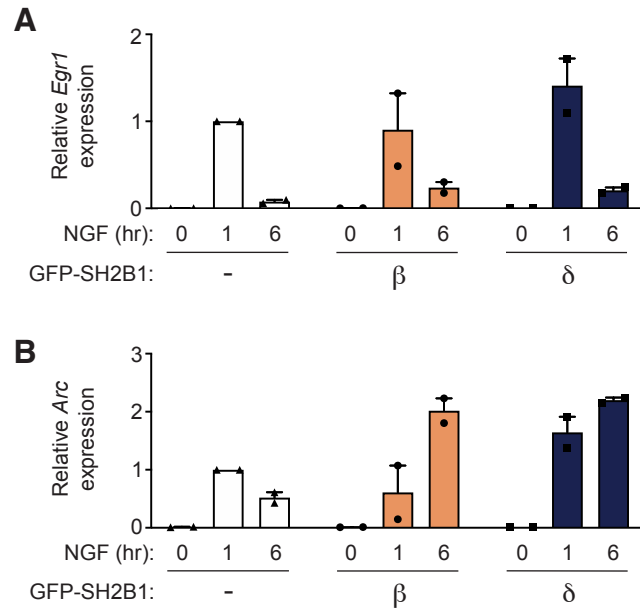 A
Relative Egr1
expression
2
1
0
NGF (hr): 0 1 6 0 1 6 0 1 6
GFP-SH2B1: - β δ
B
Relative Arc
expression
3
2
1
0
NGF (hr): 0 1 6 0 1 6 0 1 6
GFP-SH2B1: - β δ